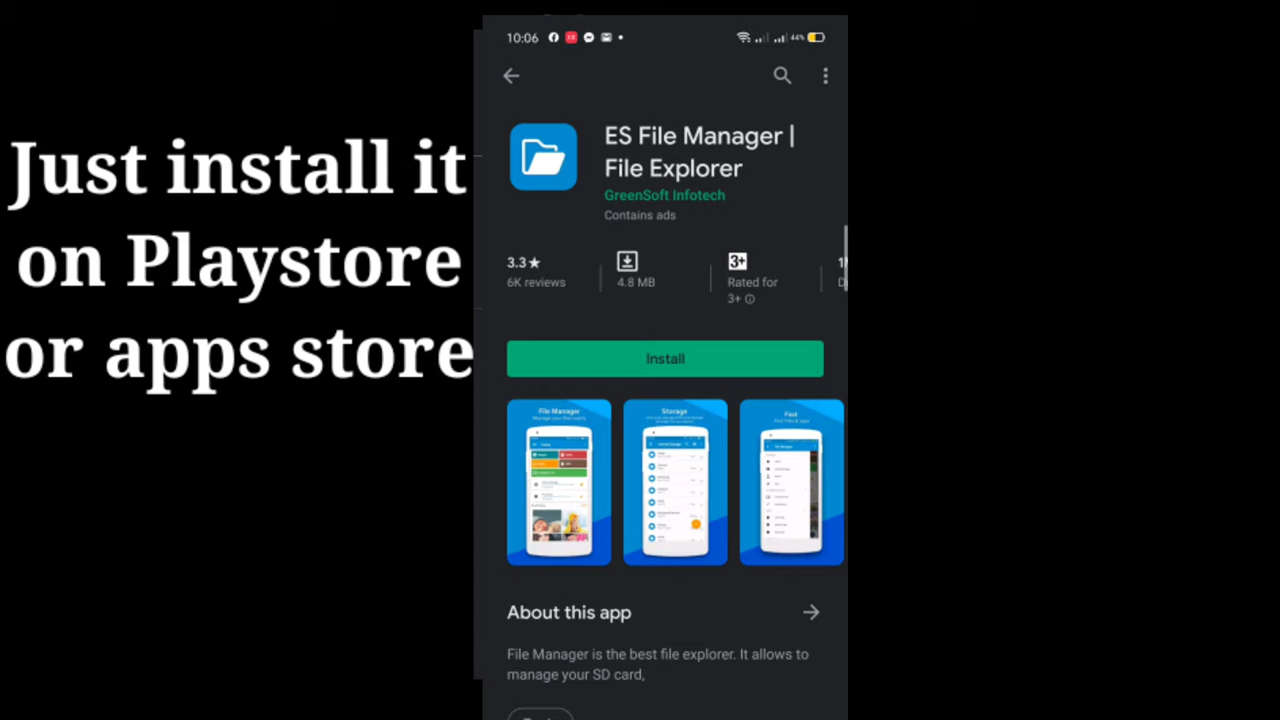 Just install it
on Playstore
or apps store
10:06
44%
ES File Manager |
File Explorer
GreenSoft Infotech
Contains ads
3.3★
6K reviews
4.8 MB
3+
Rated for
3+
Install
File Manager
Storage
Fast
About this app
File Manager is the best file explorer. It allows to
manage your SD card,